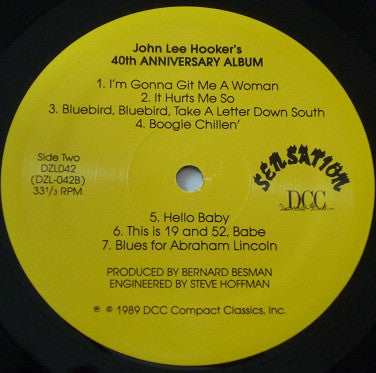 John Lee Hooker's
40th ANNIVERSARY ALBUM
1. I'm Gonna Git Me A Woman
2. It Hurts Me So
3. Bluebird, Bluebird, Take A Letter Down South
4. Boogie Chillen'
Side Two
DZL042
(DZL-042B)
33⅓ RPM
SENSATION
DCC
5. Hello Baby
6. This is 19 and 52, Babe
7. Blues for Abraham Lincoln
PRODUCED BY BERNARD BESMAN
ENGINEERED BY STEVE HOFFMAN
℗ © 1989 DCC Compact Classics, Inc.